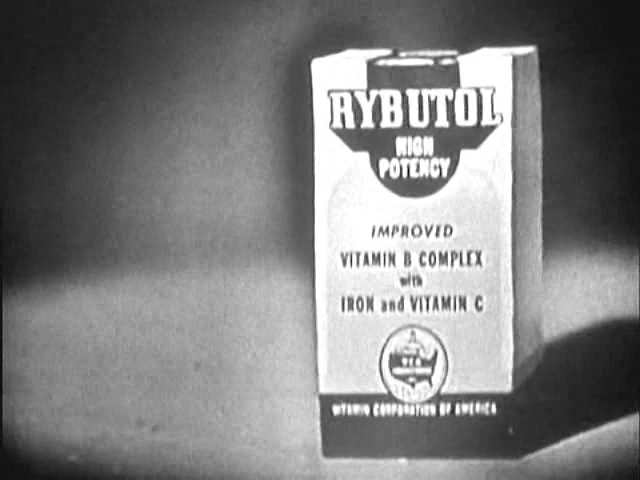 RYBUTOL
HIGH
POTENCY
IMPROVED
VITAMIN B COMPLEX
with
IRON and VITAMIN C
VITAMIN CORPORATION OF AMERICA